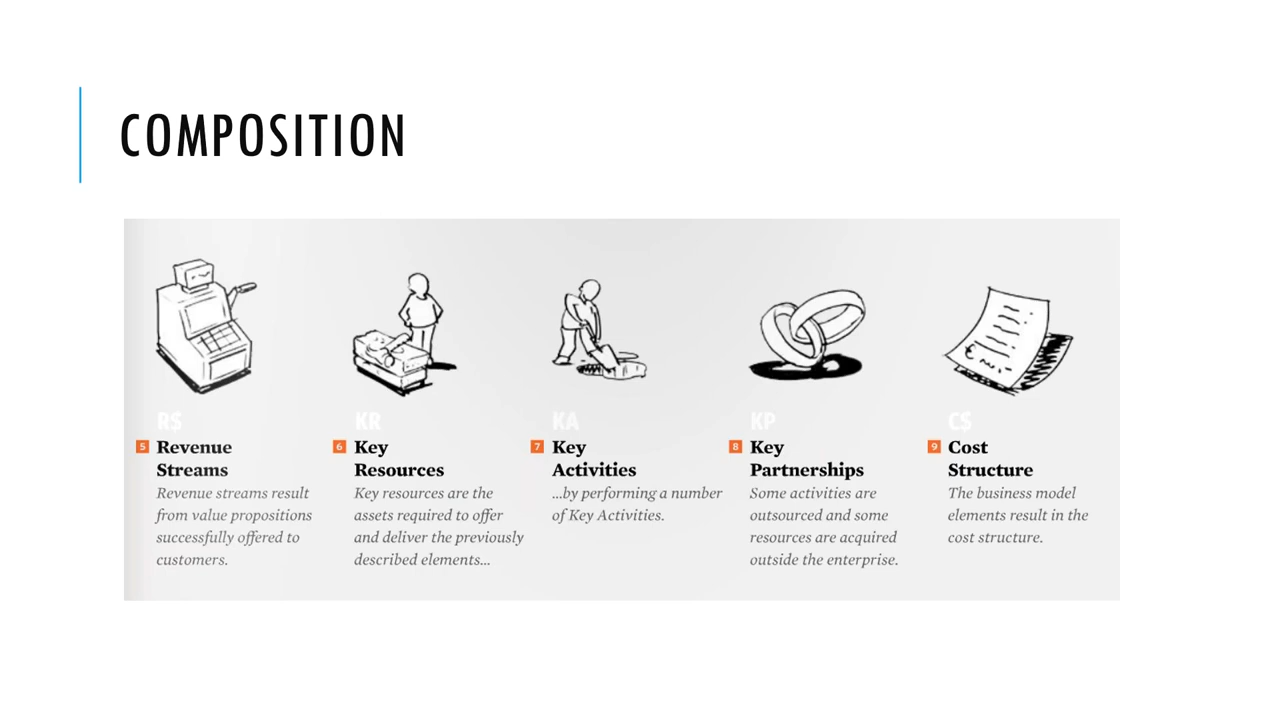 COMPOSITION
R$
5 Revenue
Streams
Revenue streams result
from value propositions
successfully offered to
customers.
KR
6 Key
Resources
Key resources are the
assets required to offer
and deliver the previously
described elements...
KA
7 Key
Activities
...by performing a number
of Key Activities.
KP
8 Key
Partnerships
Some activities are
outsourced and some
resources are acquired
outside the enterprise.
C$
9 Cost
Structure
The business model
elements result in the
cost structure.